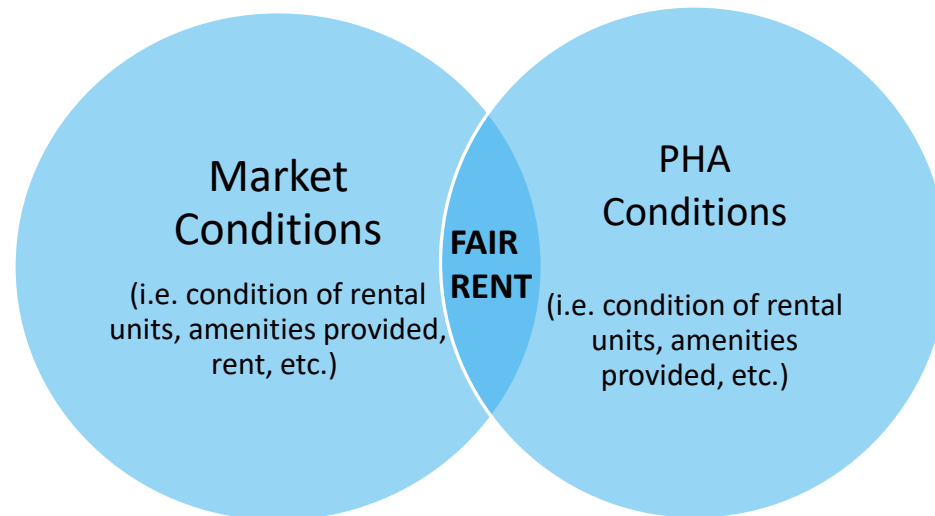 Market
Conditions
(i.e. condition of rental
units, amenities provided,
rent, etc.)
FAIR
RENT
PHA
Conditions
(i.e. condition of rental
units, amenities
provided, etc.)